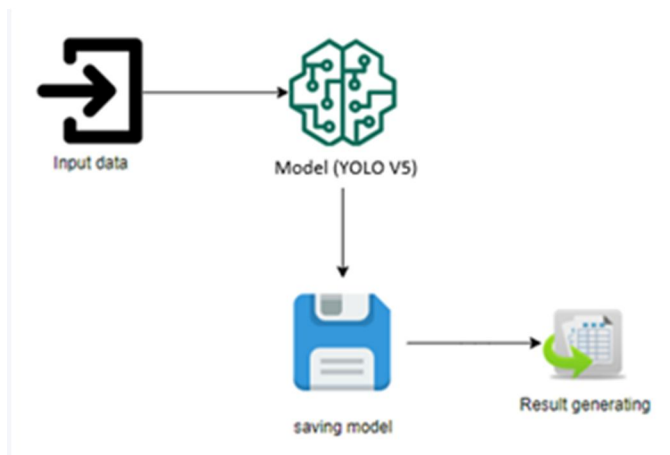 Input data
Model (YOLO V5)
saving model
Result generating